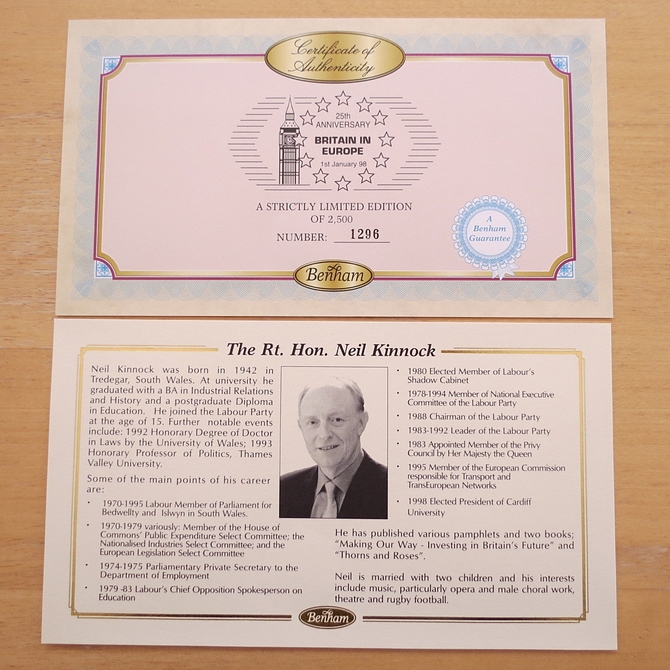 Certificate of
Authenticity
25th
ANNIVERSARY
BRITAIN IN
EUROPE
1st January 98
A STRICTLY LIMITED EDITION
OF 2,500
NUMBER: 1296
A
Benham
Guarantee
Benham
The Rt. Hon. Neil Kinnock
Neil Kinnock was born in 1942 in
Tredegar, South Wales. At university he
graduated with a BA in Industrial Relations
and History and a postgraduate Diploma
in Education. He joined the Labour Party
at the age of 15. Further notable events
include: 1992 Honorary Degree of Doctor
in Laws by the University of Wales; 1993
Honorary Professor of Politics, Thames
Valley University.
Some of the main points of his career
are:
· 1970-1995 Labour Member of Parliament for
Bedwellty and Islwyn in South Wales.
· 1970-1979 variously: Member of the House of
Commons' Public Expenditure Select Committee; the
Nationalised Industries Select Committee; and the
European Legislation Select Committee
· 1974-1975 Parliamentary Private Secretary to the
Department of Employment
· 1979 -83 Labour's Chief Opposition Spokesperson on
Education
· 1980 Elected Member of Labour's
Shadow Cabinet
· 1978-1994 Member of National Executive
Committee of the Labour Party
· 1988 Chairman of the Labour Party
· 1983-1992 Leader of the Labour Party
· 1983 Appointed Member of the Privy
Council by Her Majesty the Queen
· 1995 Member of the European Commission
responsible for Transport and
TransEuropean Networks
· 1998 Elected President of Cardiff
University
He has published various pamphlets and two books;
"Making Our Way - Investing in Britain's Future" and
"Thorns and Roses".
Neil is married with two children and his interests
include music, particularly opera and male choral work,
theatre and rugby football.
Benham